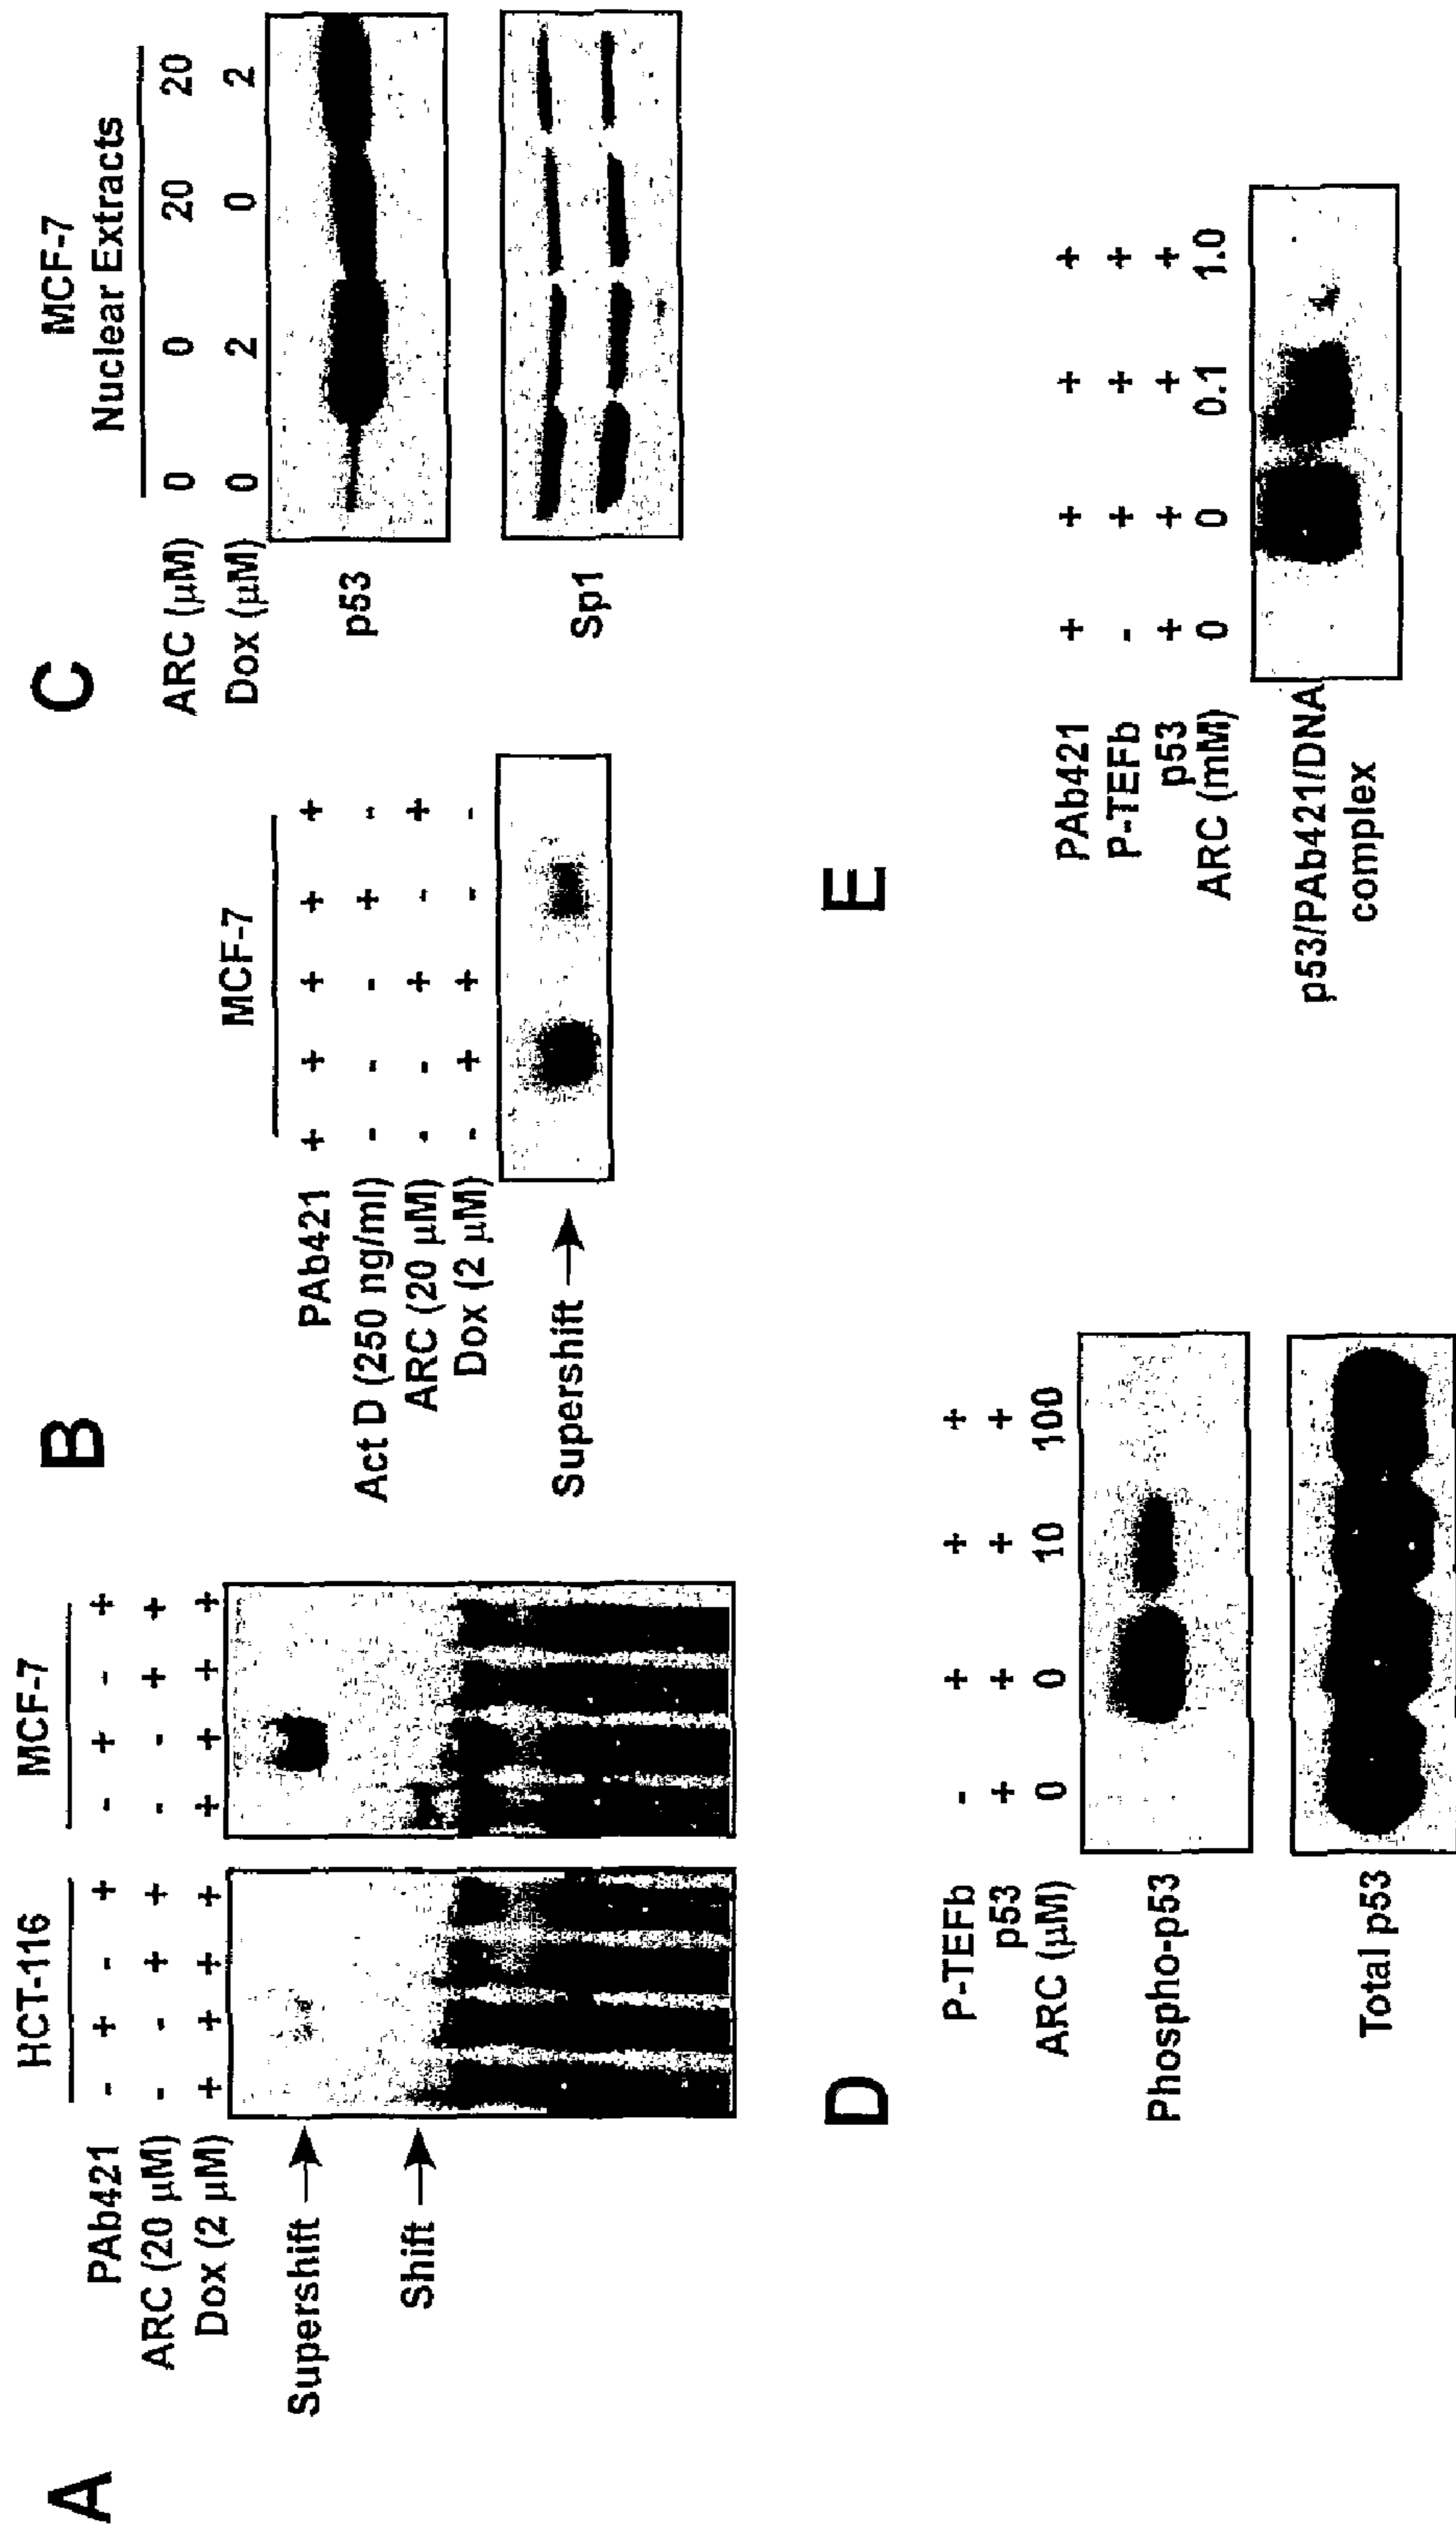 A
HCT-116
MCF-7
PAb421 - + - + - + - +
ARC (20 µM) - - + + - - + +
Dox (2 µM) + + + + + + + +
Supershift
Shift
B
MCF-7
PAb421 + + + + +
Act D (250 ng/ml) - - - + -
ARC (20 µM) - - + - +
Dox (2 µM) - + + - -
Supershift
C
MCF-7
Nuclear Extracts
ARC (µM) 0 0 20 20
Dox (µM) 0 2 0 2
p53
Sp1
D
P-TEFb - + + +
p53 + + + +
ARC (µM) 0 0 10 100
Phospho-p53
Total p53
E
PAb421 + + + +
P-TEFb - + + +
p53 + + + +
ARC (mM) 0 0 0.1 1.0
p53/PAb421/DNA
complex